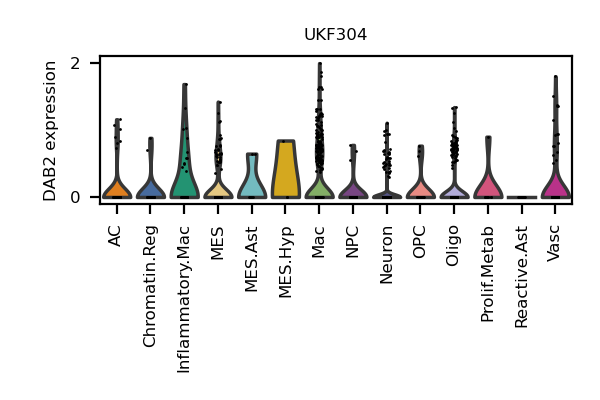 UKF304
DAB2 expression
2
0
AC
Chromatin.Reg
Inflammatory.Mac
MES
MES.Ast
MES.Hyp
Mac
NPC
Neuron
OPC
Oligo
Prolif.Metab
Reactive.Ast
Vasc